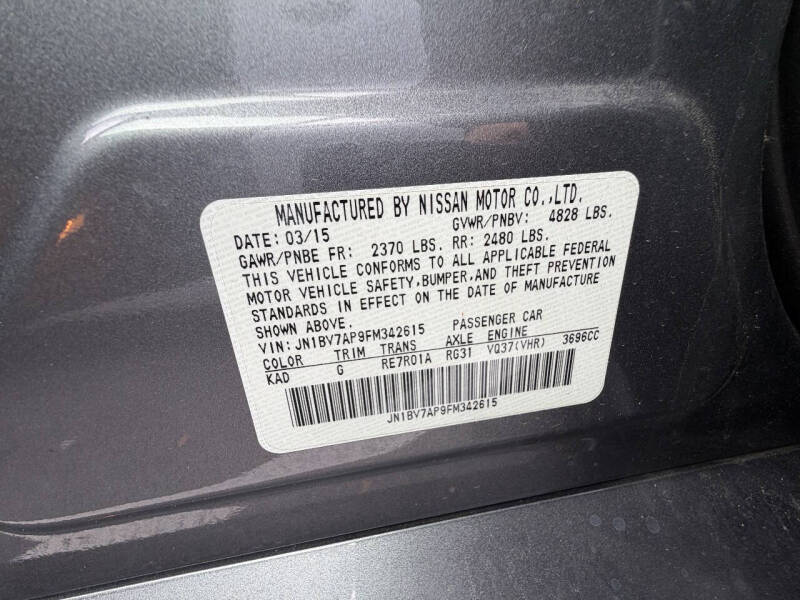 MANUFACTURED BY NISSAN MOTOR CO.,LTD.
DATE: 03/15 GVWR/PNBV: 4828 LBS.
GAWR/PNBE FR: 2370 LBS. RR: 2480 LBS.
THIS VEHICLE CONFORMS TO ALL APPLICABLE FEDERAL
MOTOR VEHICLE SAFETY,BUMPER,AND THEFT PREVENTION
STANDARDS IN EFFECT ON THE DATE OF MANUFACTURE
SHOWN ABOVE.
VIN: JN1BV7AP9FM342615 PASSENGER CAR
COLOR TRIM TRANS AXLE ENGINE
KAD G RE7R01A RG31 VQ37(VHR) 3696CC
JN1BV7AP9FM342615